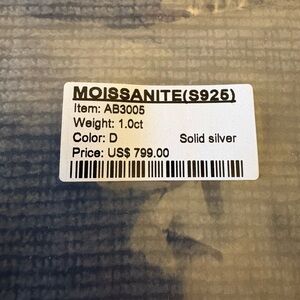 MOISSANITE(S925)
Item: AB3005
Weight: 1.0ct
Color: D Solid silver
Price: US$ 799.00